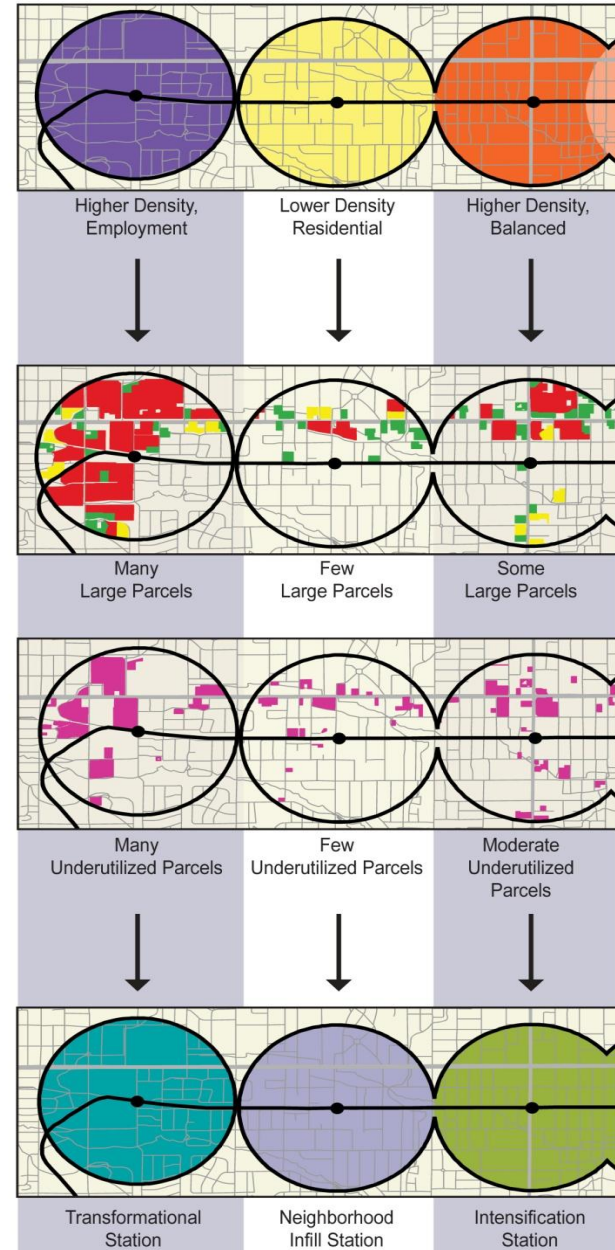 Higher Density,
Employment
Lower Density
Residential
Higher Density,
Balanced
Many
Large Parcels
Few
Large Parcels
Some
Large Parcels
Many
Underutilized Parcels
Few
Underutilized Parcels
Moderate
Underutilized
Parcels
Transformational
Station
Neighborhood
Infill Station
Intensification
Station